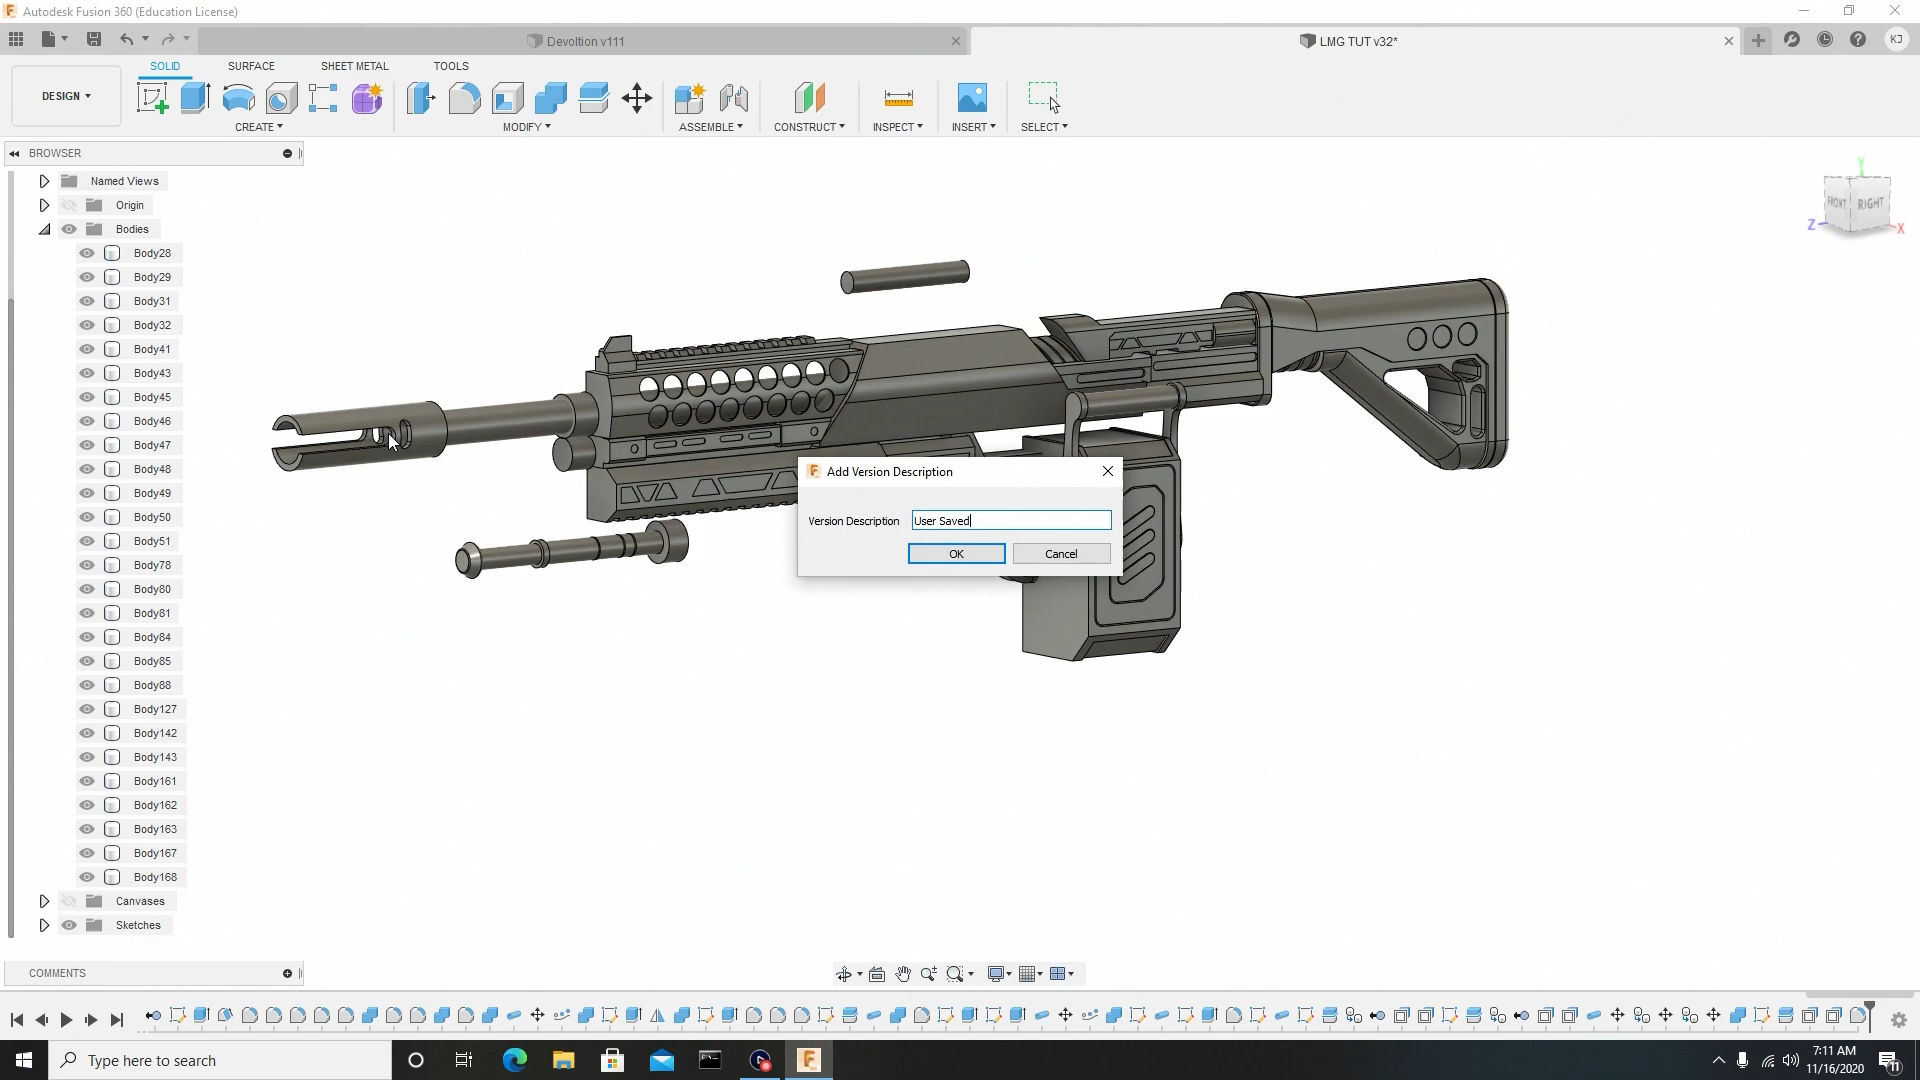 Autodesk Fusion 360 (Education License)
Devoltion v111
LMG TUT v32*
KJ
DESIGN
SOLID
SURFACE
SHEET METAL
TOOLS
CREATE
MODIFY
ASSEMBLE
CONSTRUCT
INSPECT
INSERT
SELECT
BROWSER
Named Views
Origin
Bodies
Body28
Body29
Body31
Body32
Body41
Body43
Body45
Body46
Body47
Body48
Body49
Body50
Body51
Body78
Body80
Body81
Body84
Body85
Body88
Body127
Body142
Body143
Body161
Body162
Body163
Body167
Body168
Canvases
Sketches
Y
FRONT
RIGHT
Z
X
Add Version Description
Version Description
User Saved
OK
Cancel
COMMENTS
Type here to search
7:11 AM
11/16/2020
11